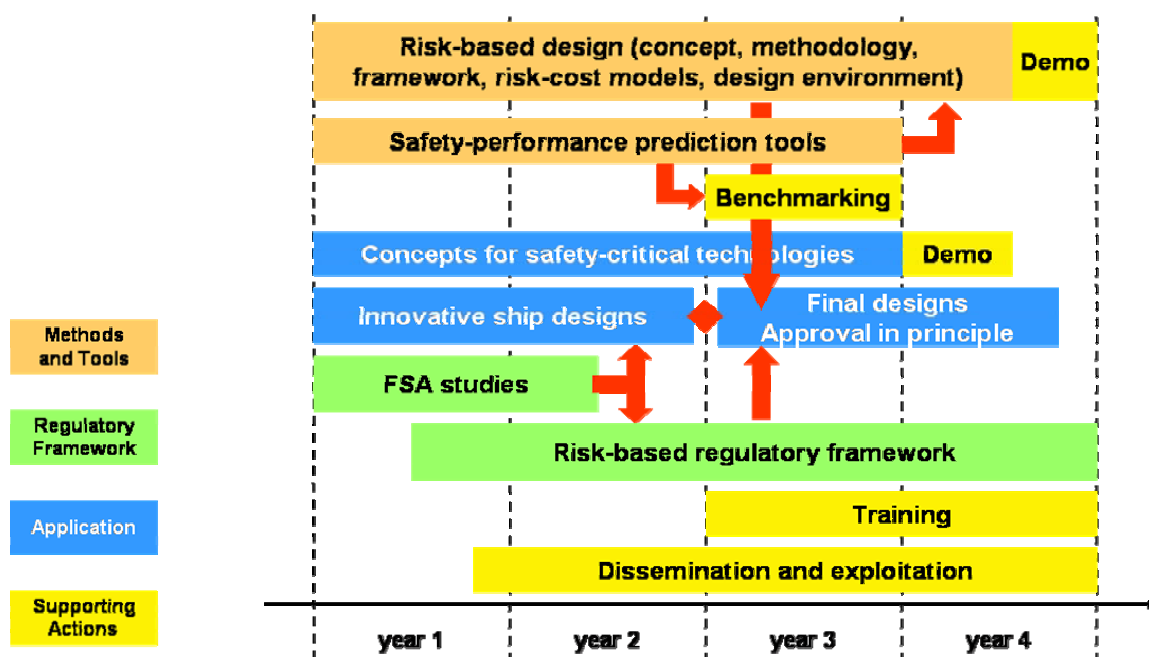 Risk-based design (concept, methodology,
framework, risk-cost models, design environment)
Demo
Safety-performance prediction tools
Benchmarking
Concepts for safety-critical technologies
Demo
Innovative ship designs
Final designs
Approval in principle
FSA studies
Risk-based regulatory framework
Training
Dissemination and exploitation
Methods
and Tools
Regulatory
Framework
Application
Supporting
Actions
year 1
year 2
year 3
year 4